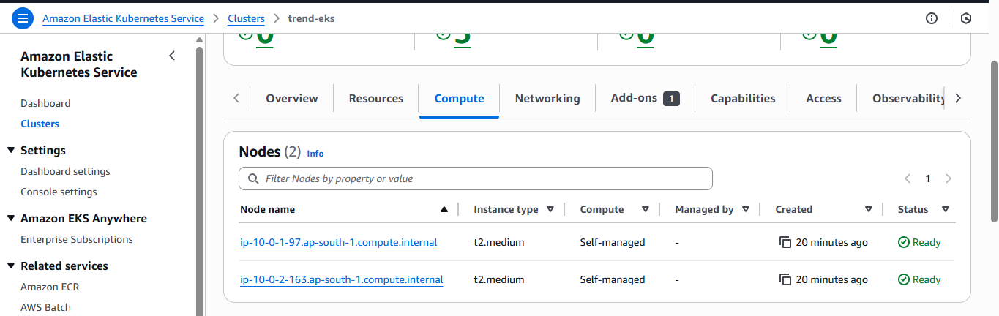 Amazon Elastic Kubernetes Service > Clusters > trend-eks
Amazon Elastic
Kubernetes Service
Dashboard
Clusters
Settings
Dashboard settings
Console settings
Amazon EKS Anywhere
Enterprise Subscriptions
Related services
Amazon ECR
AWS Batch
Overview Resources Compute Networking Add-ons 1 Capabilities Access Observability
Nodes (2) Info
Filter Nodes by property or value
1
Node name Instance type Compute Managed by Created Status
ip-10-0-1-97.ap-south-1.compute.internal t2.medium Self-managed - 20 minutes ago Ready
ip-10-0-2-163.ap-south-1.compute.internal t2.medium Self-managed - 20 minutes ago Ready